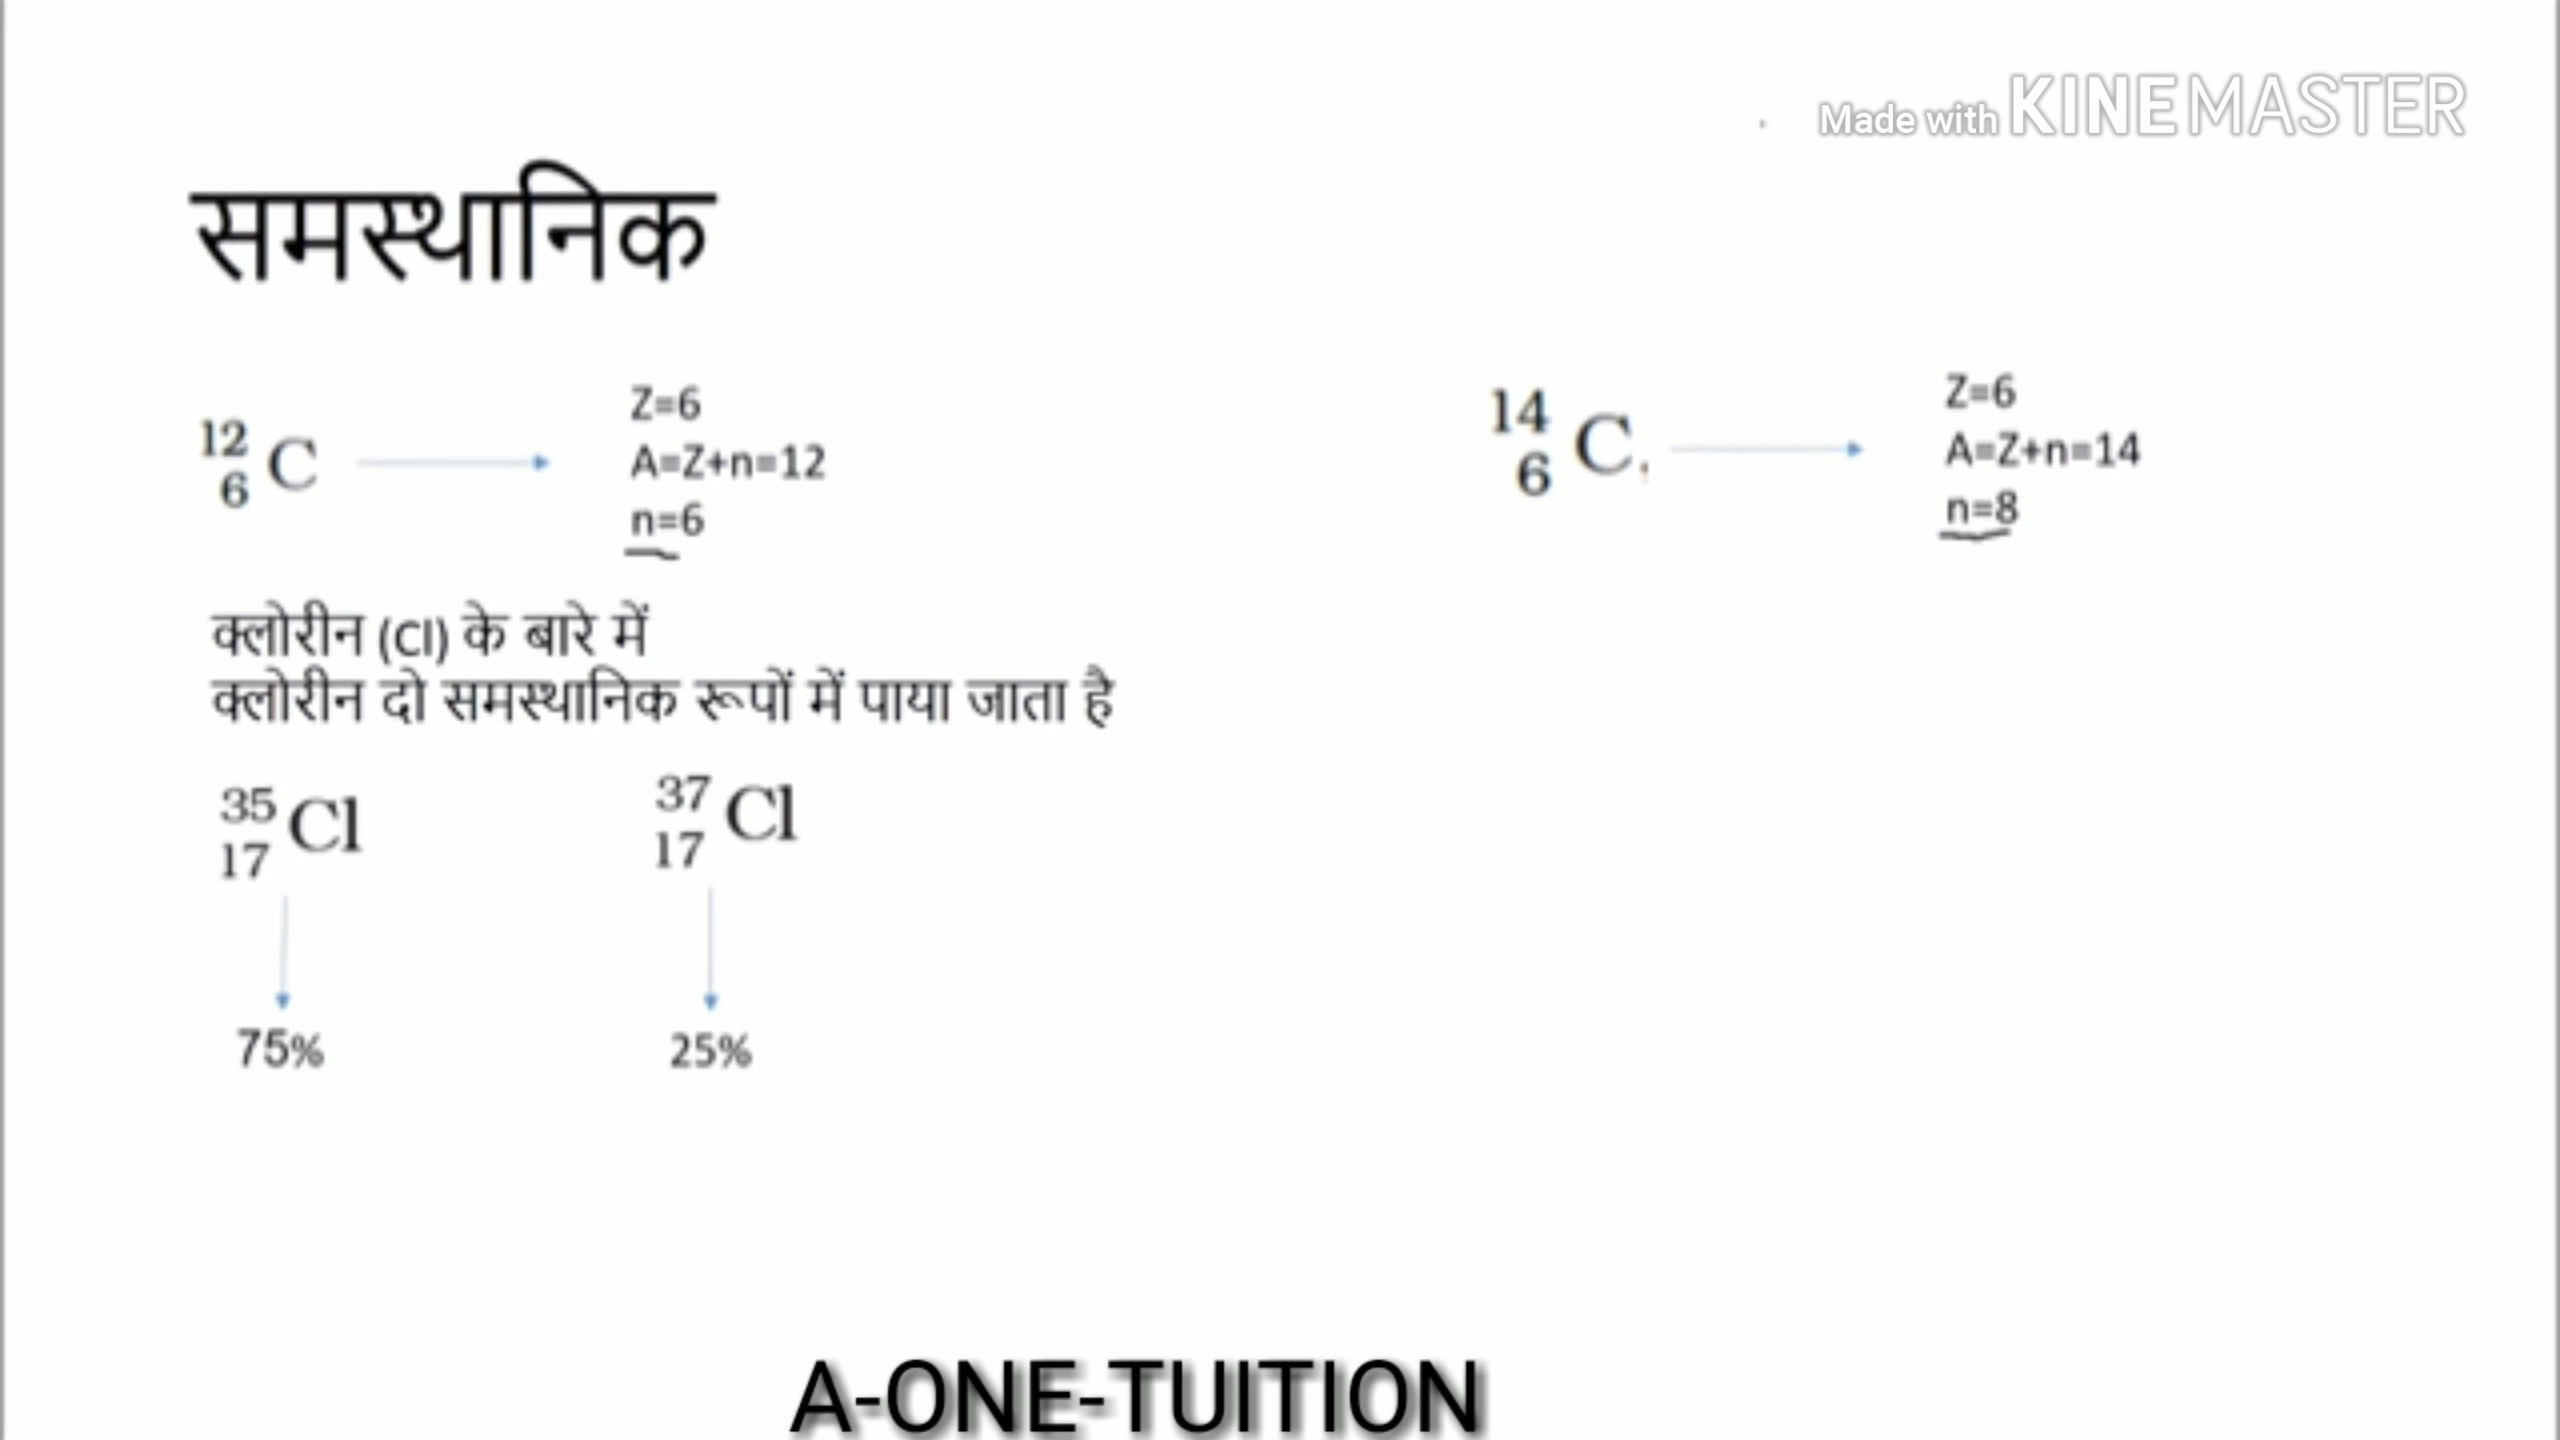 Made with KINEMASTER
समस्थानिक
12
6 C
Z=6
A=Z+n=12
n=6
14
6 C,
Z=6
A=Z+n=14
n=8
क्लोरीन (Cl) के बारे में
क्लोरीन दो समस्थानिक रूपों में पाया जाता है
35
17 Cl
37
17 Cl
75%
25%
A-ONE-TUITION